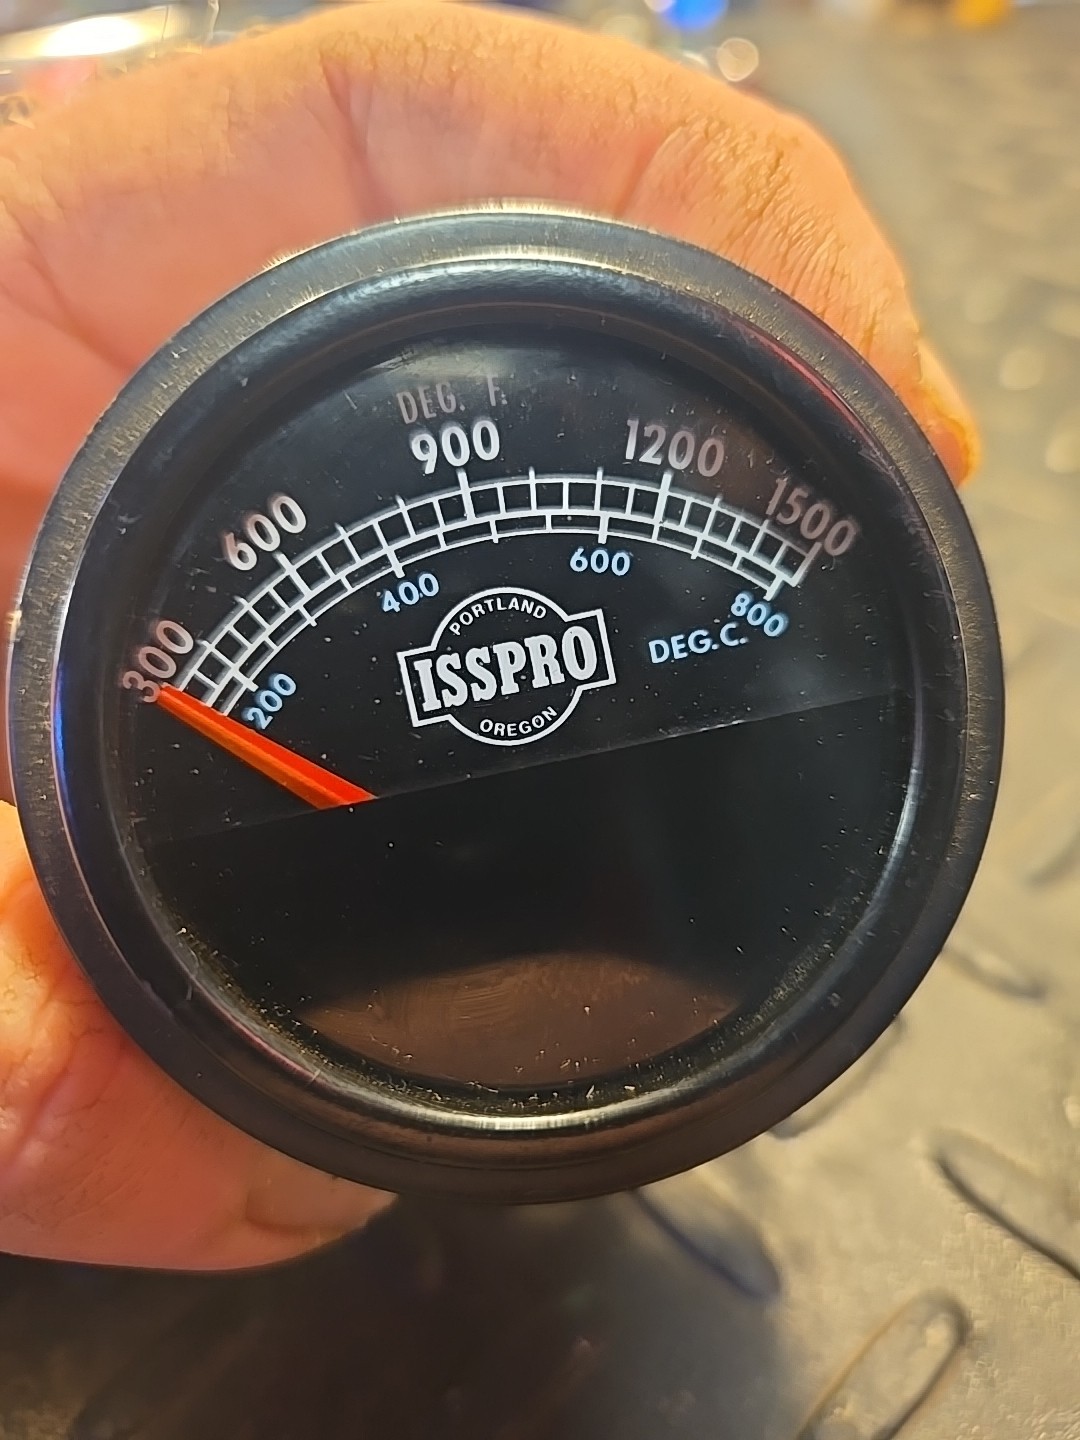 DEG. F.
300 600 900 1200 1500
200 400 600 800
DEG.C.
PORTLAND
ISSPRO
OREGON